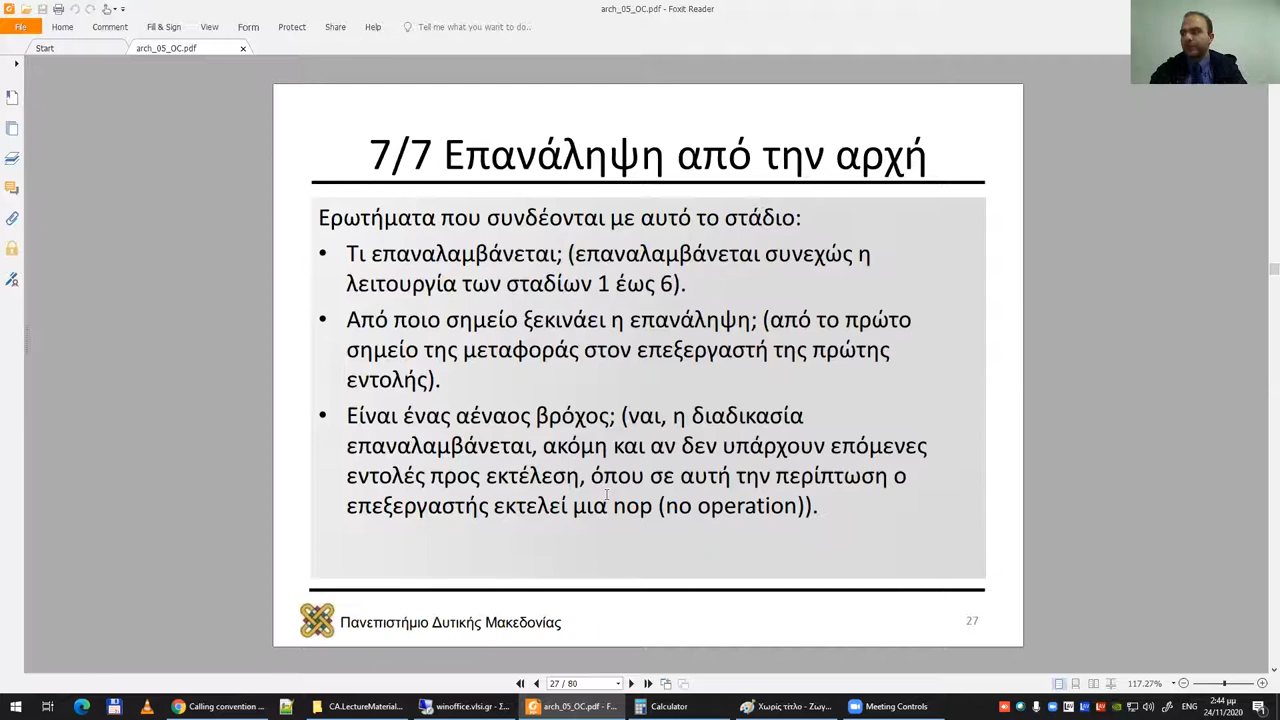 arch_05_OC.pdf - Foxit Reader
File Home Comment Fill & Sign View Form Protect Share Help Tell me what you want to do..
Start arch_05_OC.pdf
7/7 Επανάληψη από την αρχή
Ερωτήματα που συνδέονται με αυτό το στάδιο:
• Τι επαναλαμβάνεται; (επαναλαμβάνεται συνεχώς η
λειτουργία των σταδίων 1 έως 6).
• Από ποιο σημείο ξεκινάει η επανάληψη; (από το πρώτο
σημείο της μεταφοράς στον επεξεργαστή της πρώτης
εντολής).
• Είναι ένας αέναος βρόχος; (ναι, η διαδικασία
επαναλαμβάνεται, ακόμη και αν δεν υπάρχουν επόμενες
εντολές προς εκτέλεση, όπου σε αυτή την περίπτωση ο
επεξεργαστής εκτελεί μια nop (no operation)).
Πανεπιστήμιο Δυτικής Μακεδονίας
27
27 / 80
117.27%
Calling convention ... CA.LectureMaterial... winoffice.vlsi.gr - Σ... arch_05_OC.pdf - F... Calculator Χωρίς τίτλο - Ζωγ... Meeting Controls
2:44 μμ
24/11/2020